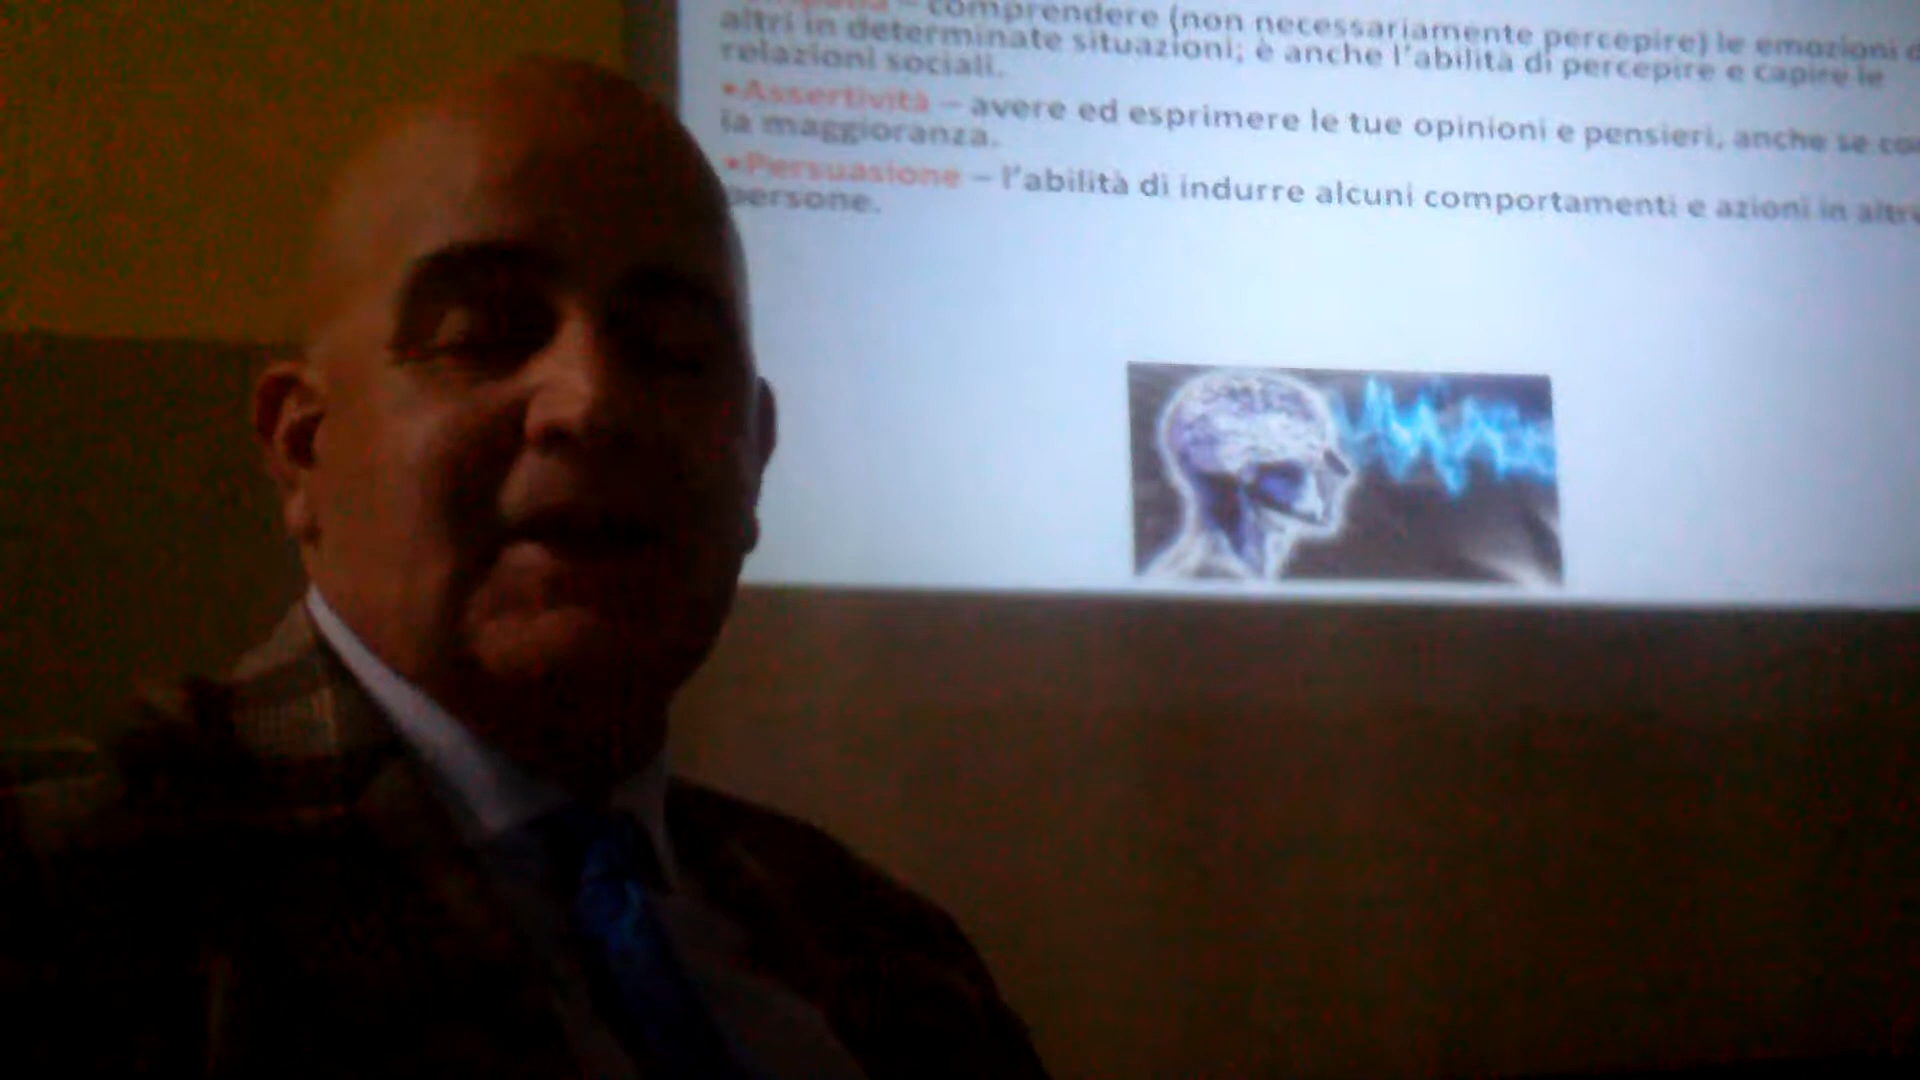 – comprendere (non necessariamente percepire) le emozioni
altri in determinate situazioni; è anche l'abilità di percepire e capire le
relazioni sociali.
•Assertività – avere ed esprimere le tue opinioni e pensieri, anche se
la maggioranza.
•Persuasione – l'abilità di indurre alcuni comportamenti e azioni in
persone.